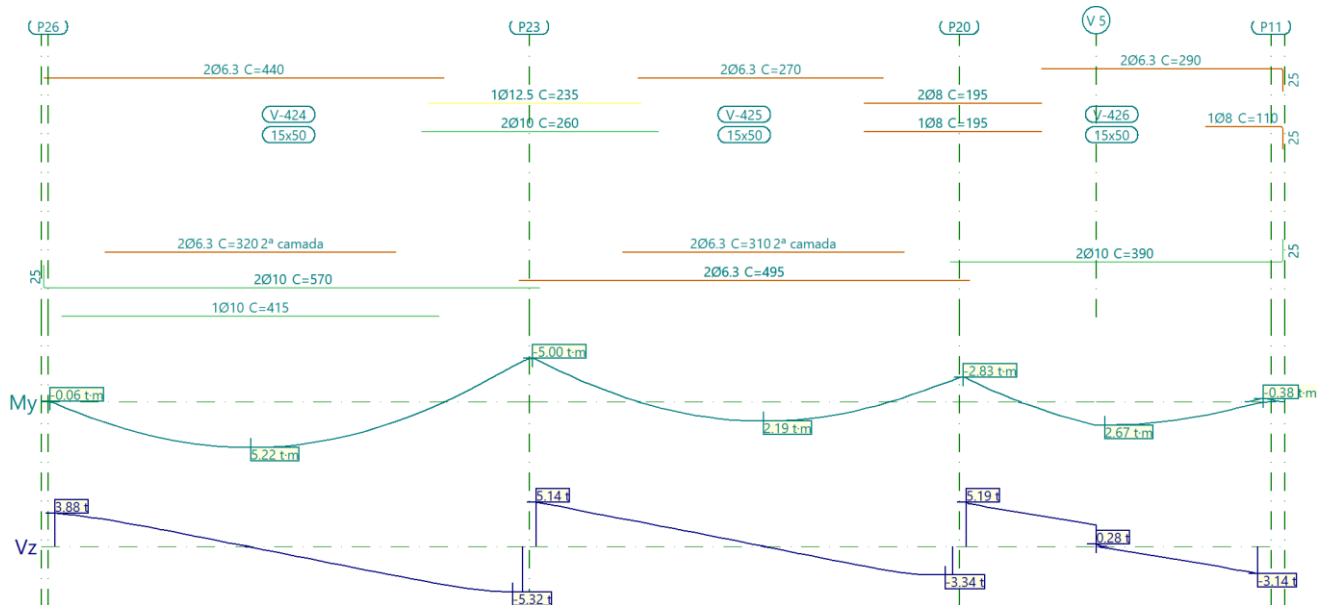 P26 P23 P20 V 5 P11
2Ø6.3 C=440 2Ø6.3 C=270 2Ø6.3 C=290
25
1Ø12.5 C=235 2Ø8 C=195
V-424 V-425 V-426
1Ø8 C=110
2Ø10 C=260 1Ø8 C=195
15x50 15x50 15x50
25
2Ø6.3 C=320 2ª camada 2Ø6.3 C=310 2ª camada
2Ø10 C=390
25
25
2Ø10 C=570 2Ø6.3 C=495
1Ø10 C=415
-5.00 t·m
-2.83 t·m
My -0.06 t·m -0.38 t·m
5.22 t·m 2.19 t·m 2.67 t·m
3.88 t 5.14 t 5.19 t
Vz 0.28 t
-5.32 t -3.34 t -3.14 t